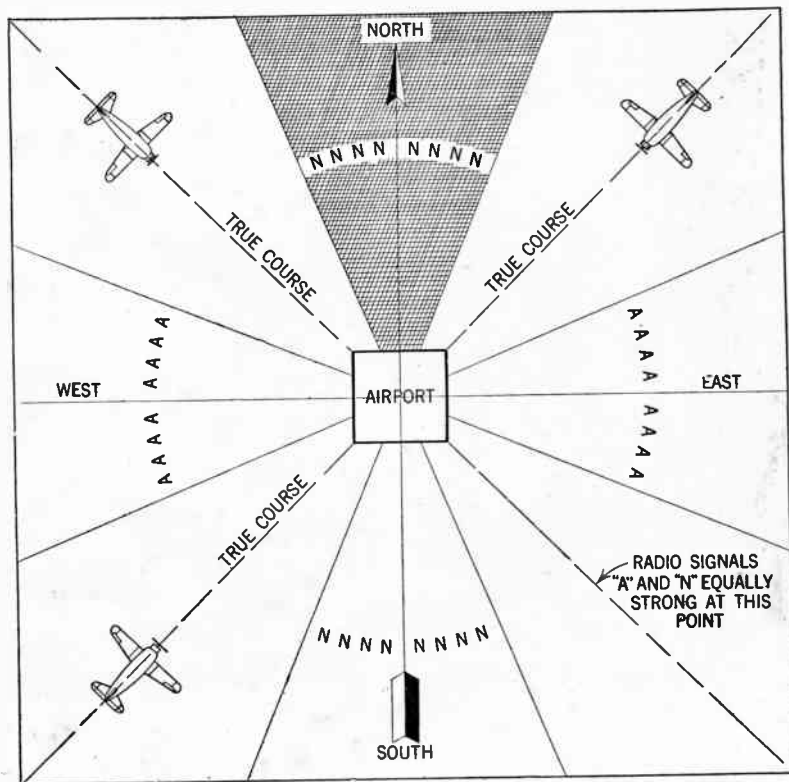 NORTH
N N N N N N N N
TRUE COURSE
TRUE COURSE
A A A A A A A A
WEST
AIRPORT
A A A A A A A A
EAST
TRUE COURSE
RADIO SIGNALS
"A" AND "N" EQUALLY
STRONG AT THIS
POINT
N N N N N N N N
SOUTH